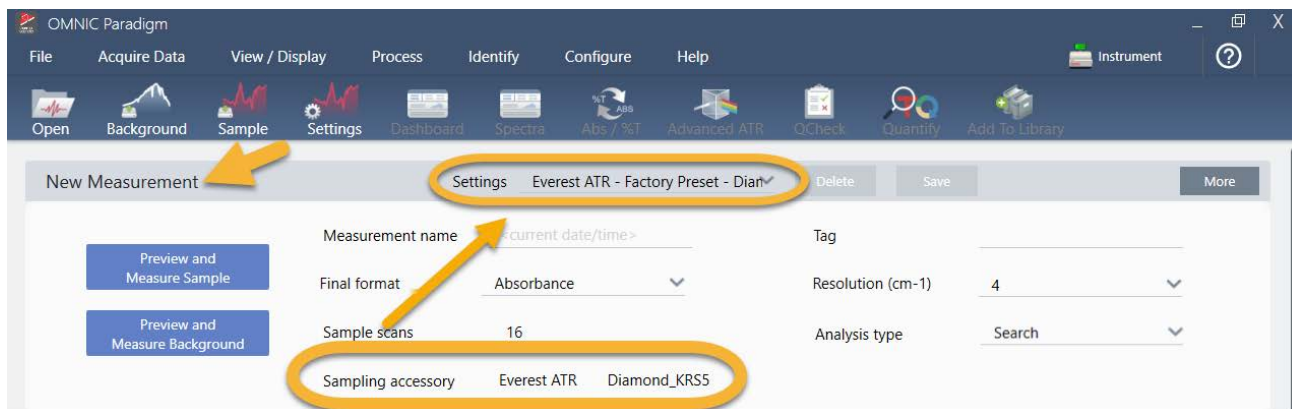 OMNIC Paradigm
File Acquire Data View / Display Process Identify Configure Help Instrument
Open Background Sample Settings Dashboard Spectra Abs / %T Advanced ATR QCheck Quantify Add To Library
New Measurement Settings Everest ATR - Factory Preset - Diam Delete Save More
Measurement name <current date/time> Tag
Preview and
Measure Sample
Final format Absorbance Resolution (cm-1) 4
Preview and
Measure Background
Sample scans 16 Analysis type Search
Sampling accessory Everest ATR Diamond_KRS5